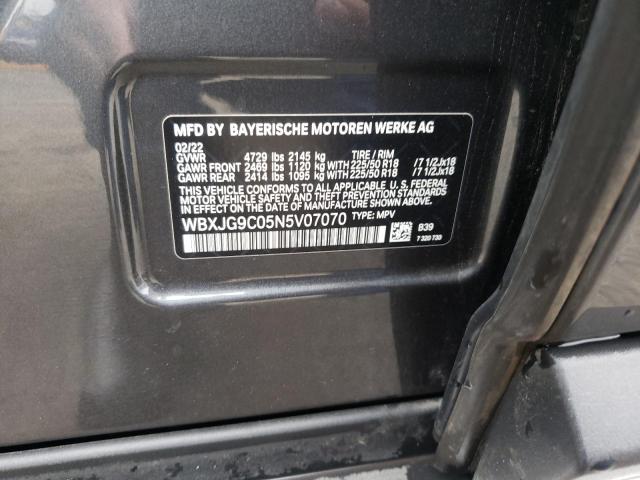 MFD BY BAYERISCHE MOTOREN WERKE AG
02/22
GVWR 4729 lbs 2145 kg TIRE / RIM
GAWR FRONT 2469 lbs 1120 kg WITH 225/50 R18 /7 1/2Jx18
GAWR REAR 2414 lbs 1095 kg WITH 225/50 R18 /7 1/2Jx18
THIS VEHICLE CONFORMS TO ALL APPLICABLE U.S. FEDERAL
MOTOR VEHICLE SAFETY, BUMPER AND THEFT PREVENTION STANDARDS
IN EFFECT ON THE DATE OF MANUFACTURE SHOWN ABOVE.
WBXJG9C05N5V07070 TYPE: MPV
B39
7 320 730